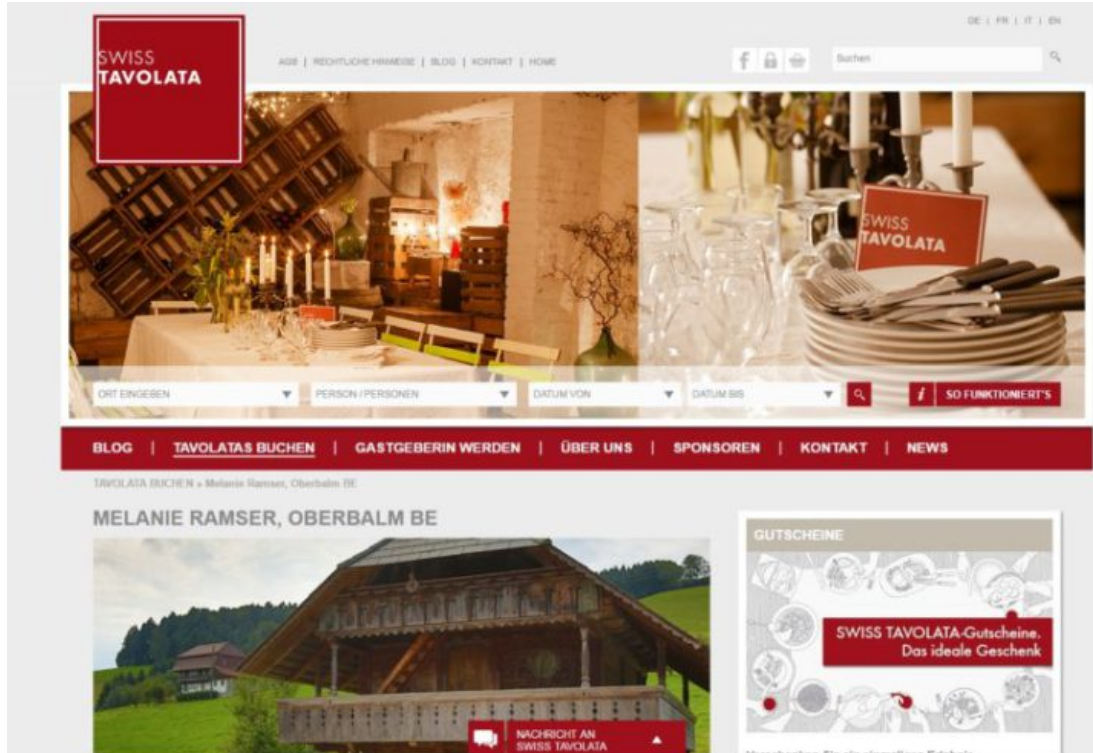 DE | FR | IT | EN
SWISS
TAVOLATA
AGB | RECHTLICHE HINWEISE | BLOG | KONTAKT | HOME
Buchen
SWISS
TAVOLATA
ORT EINGEBEN
PERSON / PERSONEN
DATUM VON
DATUM BIS
i SO FUNKTIONIERT'S
BLOG | TAVOLATAS BUCHEN | GASTGEBERIN WERDEN | ÜBER UNS | SPONSOREN | KONTAKT | NEWS
TAVOLATA BUCHEN » Melanie Ramser, Oberbalm BE
MELANIE RAMSER, OBERBALM BE
GUTSCHEINE
SWISS TAVOLATA-Gutscheine.
Das ideale Geschenk
NACHRICHT AN
SWISS TAVOLATA